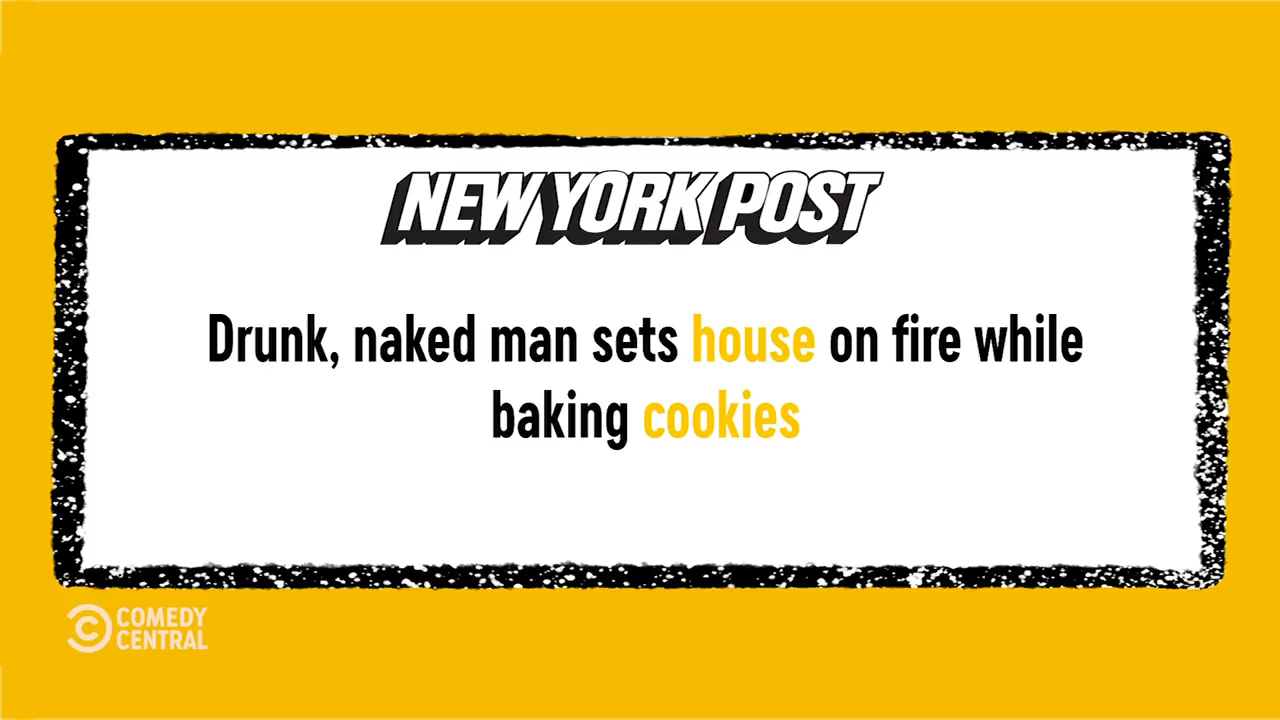 NEW YORK POST
Drunk, naked man sets house on fire while
baking cookies
COMEDY
CENTRAL